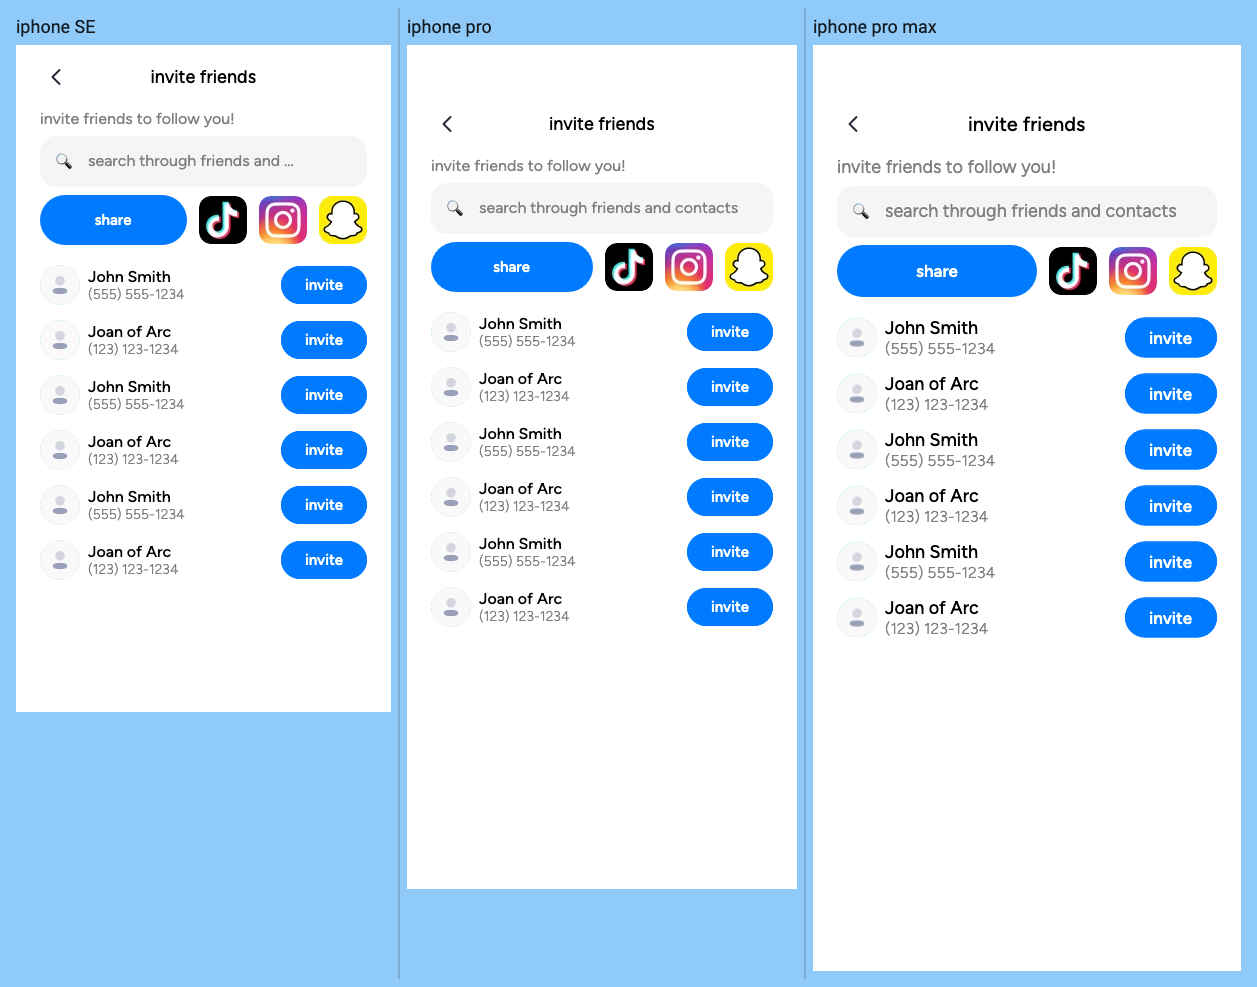 iphone SE
invite friends
invite friends to follow you!
search through friends and ...
share
John Smith
(555) 555-1234
invite
Joan of Arc
(123) 123-1234
invite
John Smith
(555) 555-1234
invite
Joan of Arc
(123) 123-1234
invite
John Smith
(555) 555-1234
invite
Joan of Arc
(123) 123-1234
invite
iphone pro
invite friends
invite friends to follow you!
search through friends and contacts
share
John Smith
(555) 555-1234
invite
Joan of Arc
(123) 123-1234
invite
John Smith
(555) 555-1234
invite
Joan of Arc
(123) 123-1234
invite
John Smith
(555) 555-1234
invite
Joan of Arc
(123) 123-1234
invite
iphone pro max
invite friends
invite friends to follow you!
search through friends and contacts
share
John Smith
(555) 555-1234
invite
Joan of Arc
(123) 123-1234
invite
John Smith
(555) 555-1234
invite
Joan of Arc
(123) 123-1234
invite
John Smith
(555) 555-1234
invite
Joan of Arc
(123) 123-1234
invite